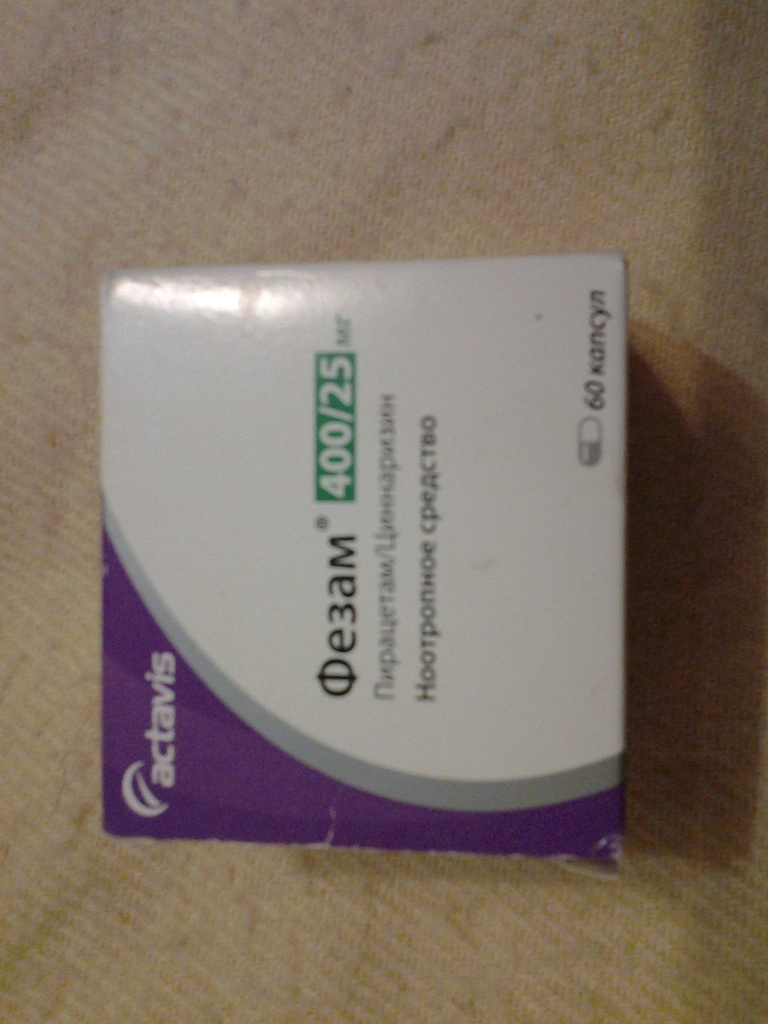 actavis
Фезам® 400/25 мг
Пирацетам/Циннаризин
Ноотропное средство
60 капсул